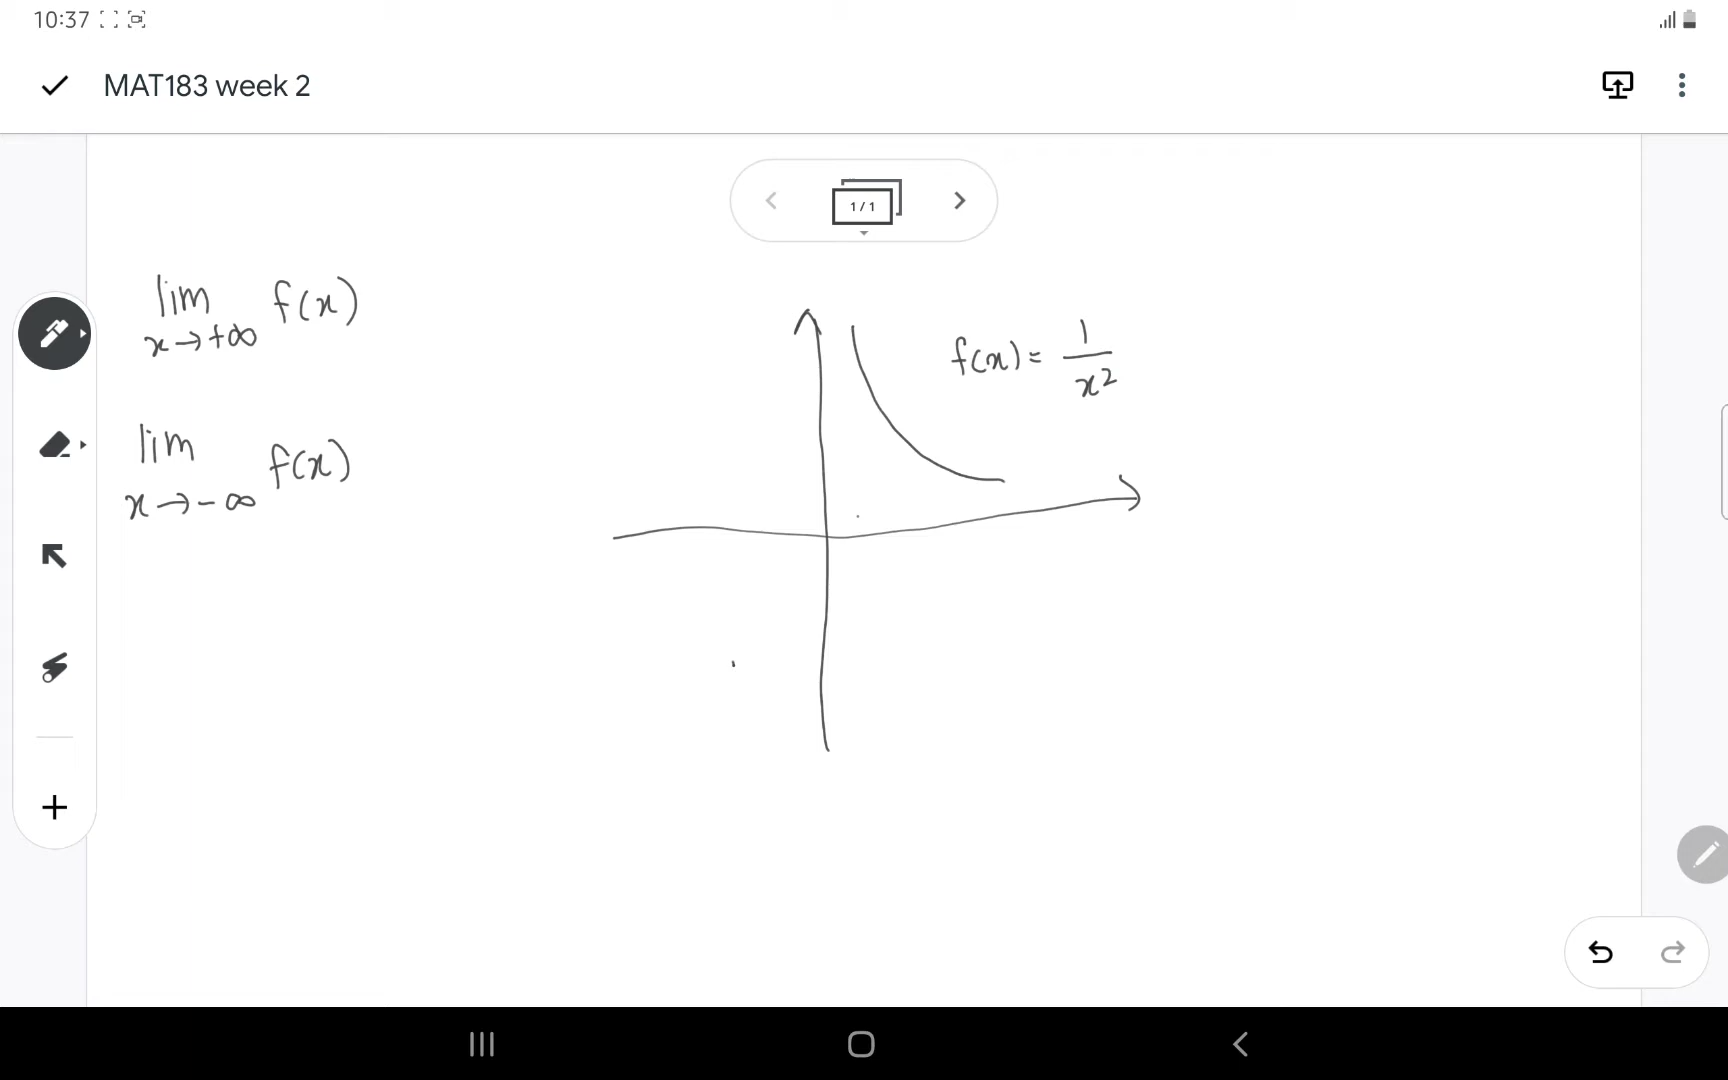 10:37
MAT183 week 2
1 / 1
lim f(x)
x→+∞
f(x) = 1/x²
lim f(x)
x→-∞